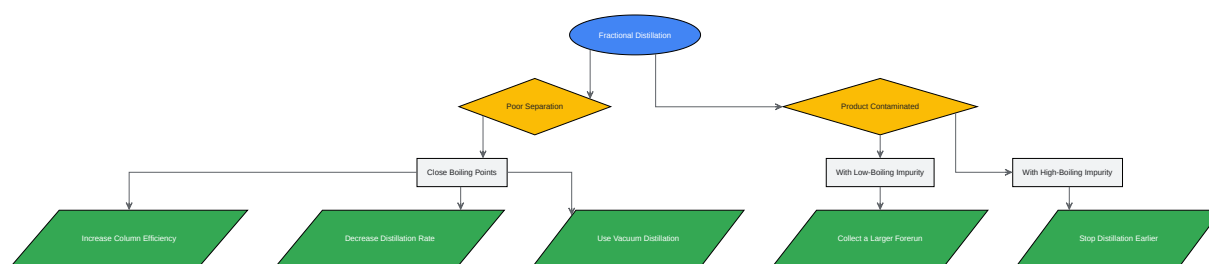 Fractional Distillation
Poor Separation
Product Contaminated
Close Boiling Points
With Low-Boiling Impurity
With High-Boiling Impurity
Increase Column Efficiency
Decrease Distillation Rate
Use Vacuum Distillation
Collect a Larger Forerun
Stop Distillation Earlier